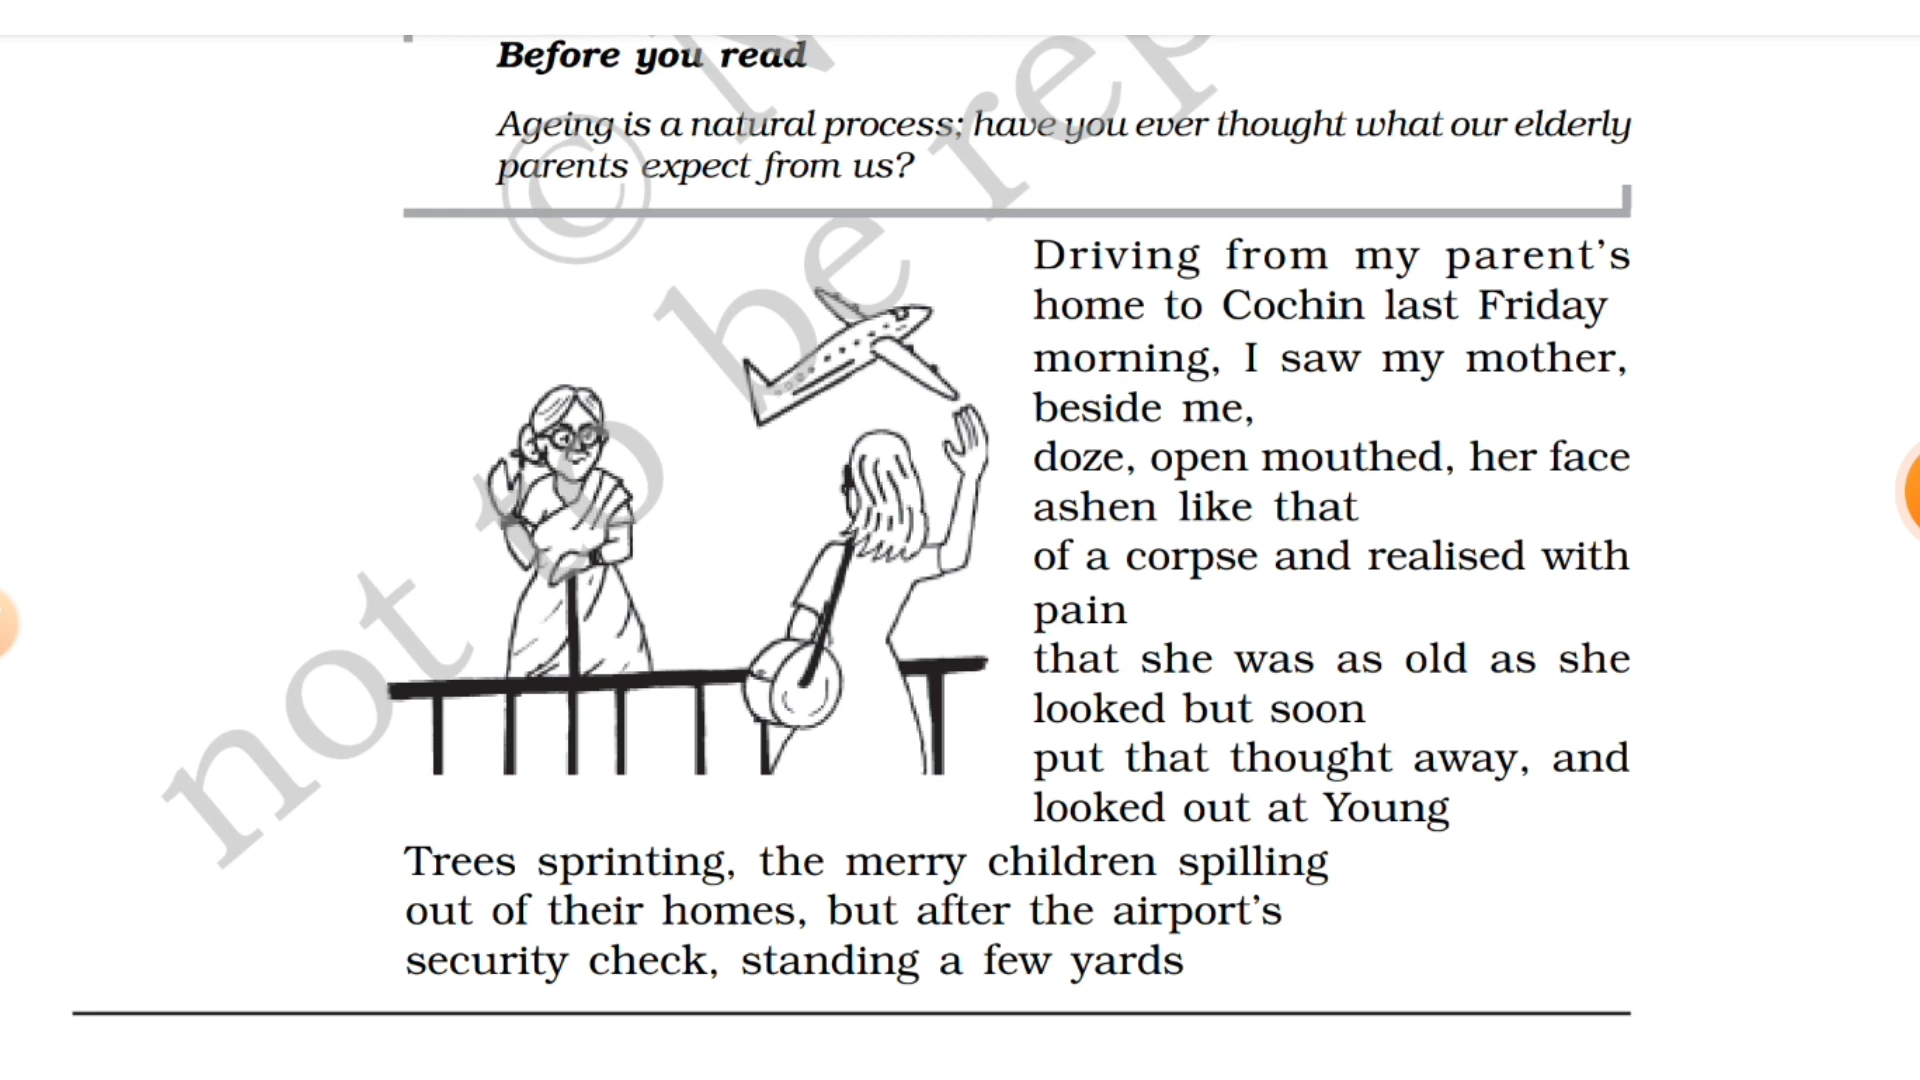 Before you read
Ageing is a natural process; have you ever thought what our elderly
parents expect from us?
Driving from my parent's
home to Cochin last Friday
morning, I saw my mother,
beside me,
doze, open mouthed, her face
ashen like that
of a corpse and realised with
pain
that she was as old as she
looked but soon
put that thought away, and
looked out at Young
Trees sprinting, the merry children spilling
out of their homes, but after the airport's
security check, standing a few yards
© N
not to be rep